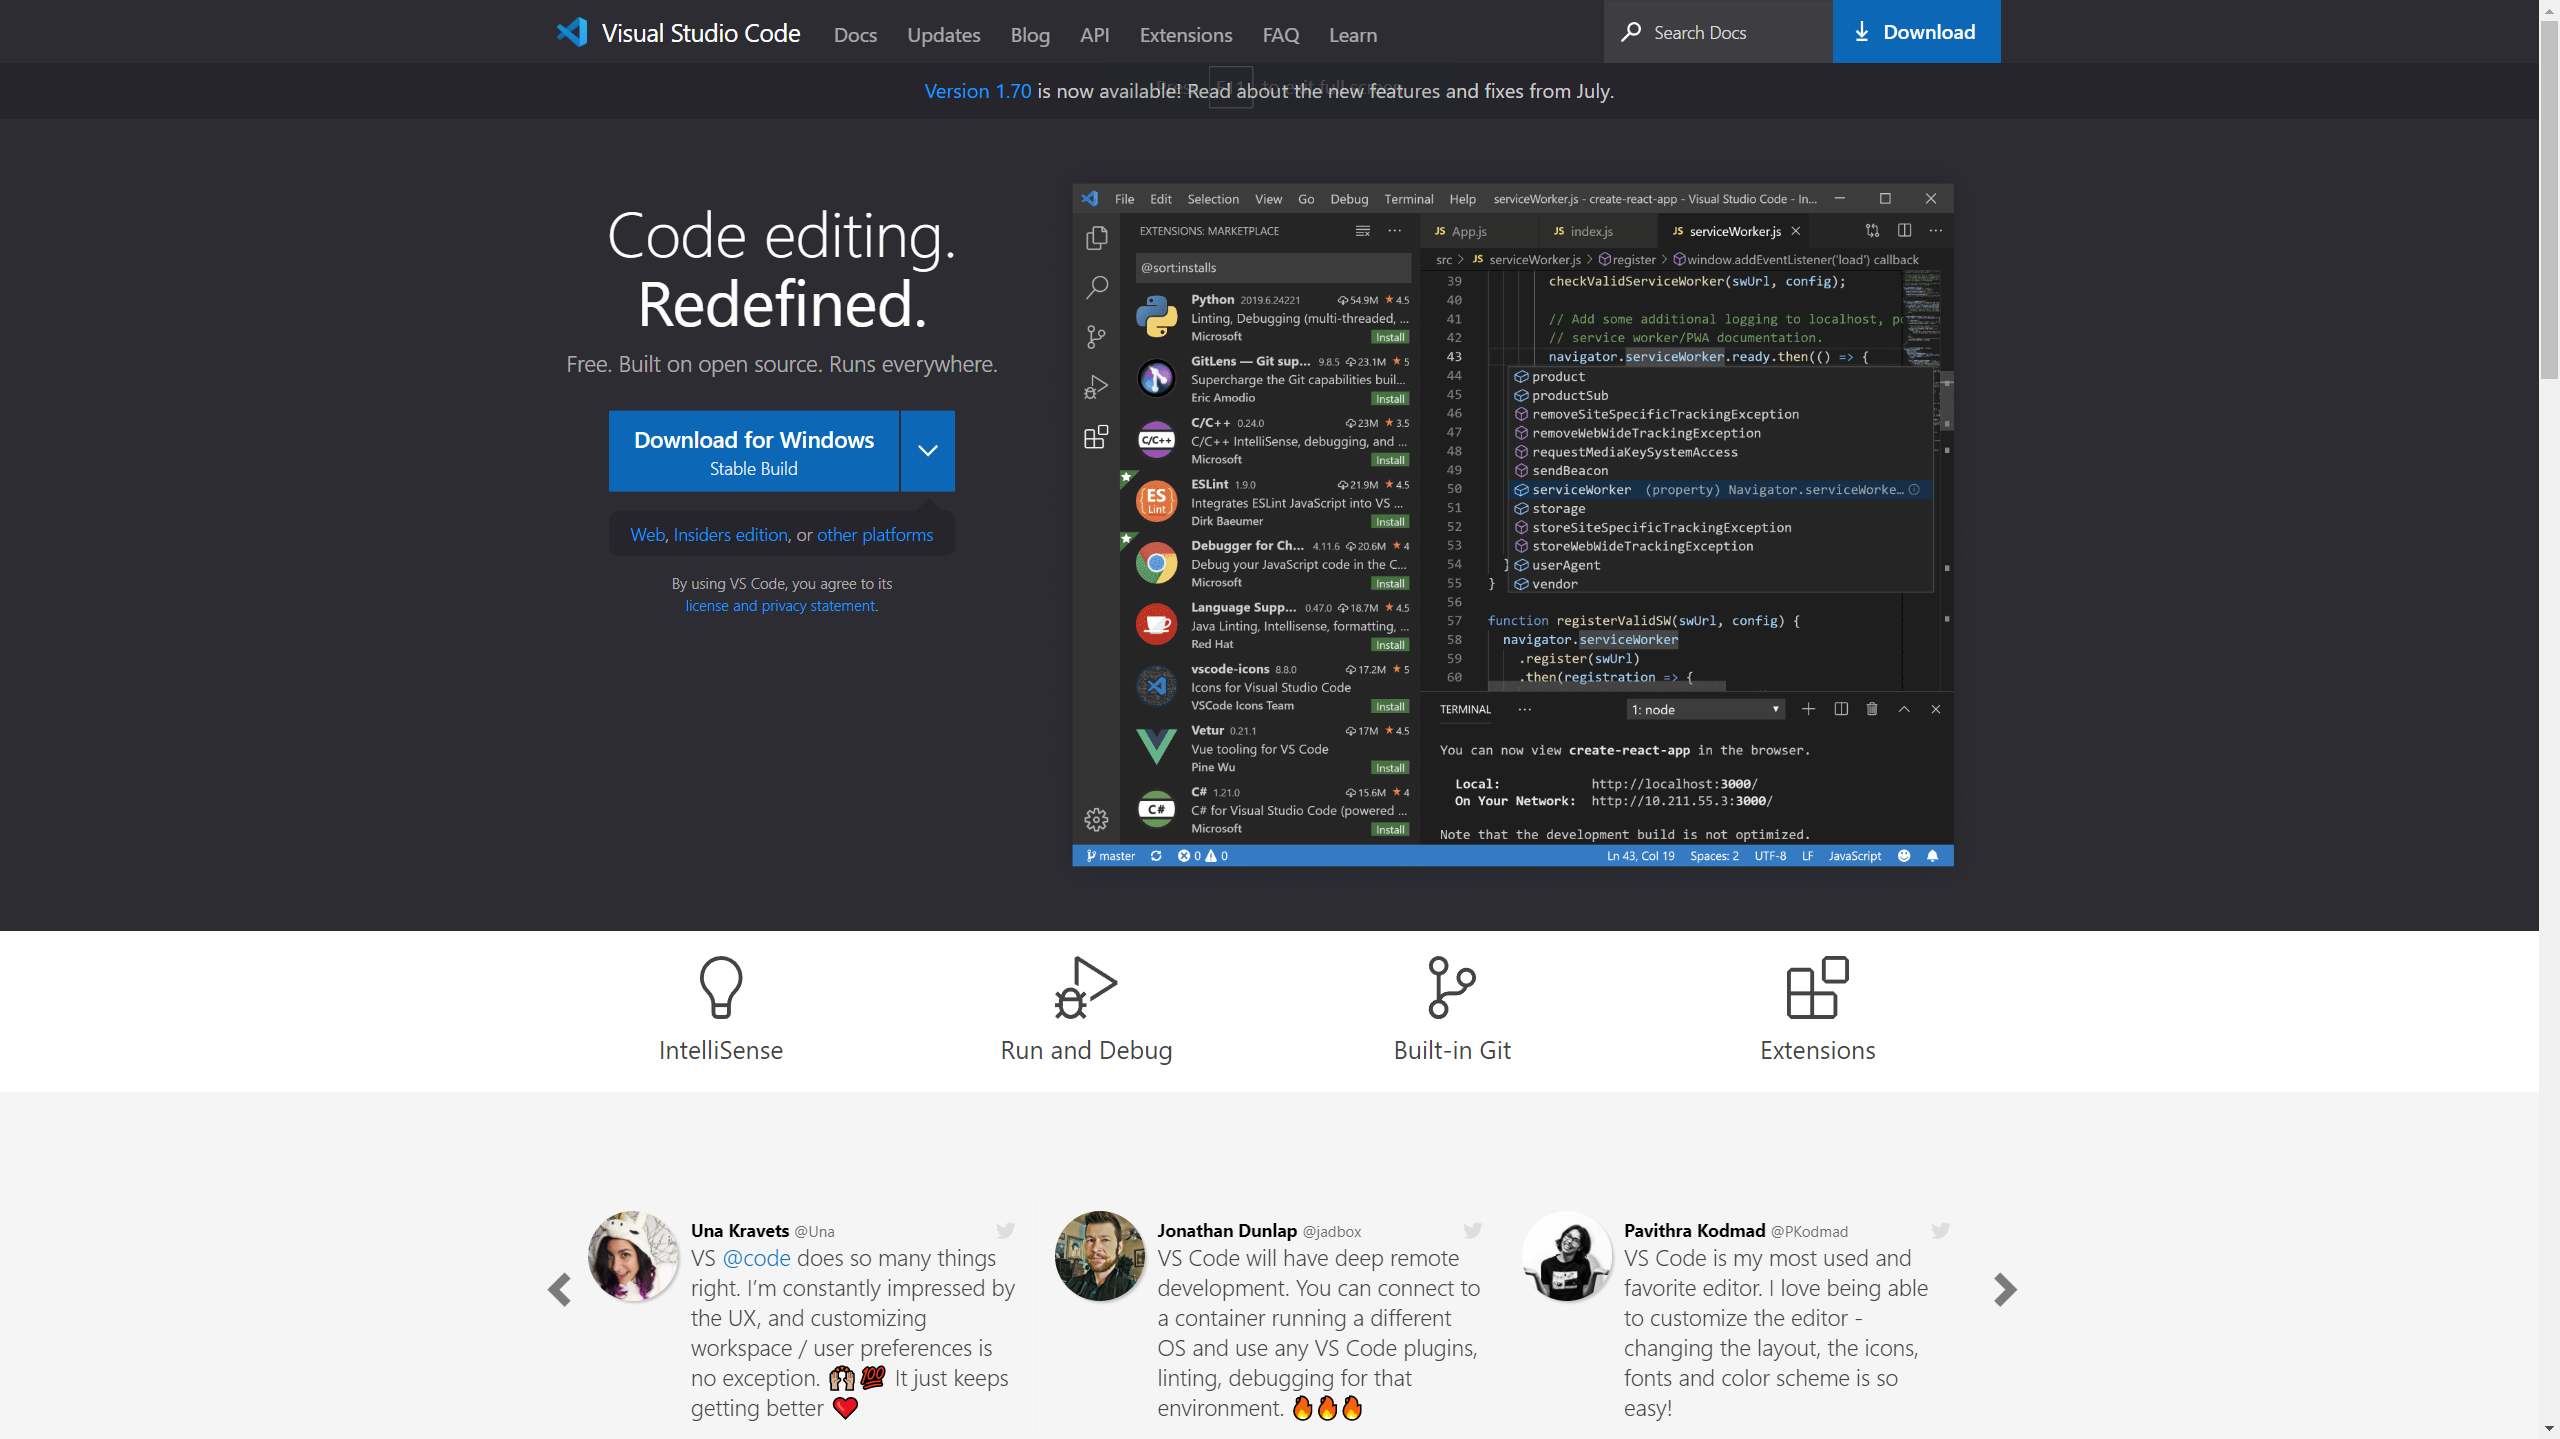 Visual Studio Code Docs Updates Blog API Extensions FAQ Learn Search Docs Download
Version 1.70 is now available! Read about the new features and fixes from July.
Code editing.
Redefined.
Free. Built on open source. Runs everywhere.
Download for Windows
Stable Build
Web, Insiders edition, or other platforms
By using VS Code, you agree to its
license and privacy statement.
File Edit Selection View Go Debug Terminal Help serviceWorker.js - create-react-app - Visual Studio Code - In...
EXTENSIONS: MARKETPLACE
@sort:installs
Python 2019.6.24221 54.9M 4.5
Linting, Debugging (multi-threaded, ...
Microsoft Install
GitLens — Git sup... 9.8.5 23.1M 5
Supercharge the Git capabilities buil...
Eric Amodio Install
C/C++ 0.24.0 23M 3.5
C/C++
C/C++ IntelliSense, debugging, and ...
Microsoft Install
ESLint 1.9.0 21.9M 4.5
ES
Lint
Integrates ESLint JavaScript into VS ...
Dirk Baeumer Install
Debugger for Ch... 4.11.6 20.6M 4
Debug your JavaScript code in the C...
Microsoft Install
Language Supp... 0.47.0 18.7M 4.5
Java Linting, Intellisense, formatting, ...
Red Hat Install
vscode-icons 8.8.0 17.2M 5
Icons for Visual Studio Code
VSCode Icons Team Install
Vetur 0.21.1 17M 4.5
Vue tooling for VS Code
Pine Wu Install
C# 1.21.0 15.6M 4
C#
C# for Visual Studio Code (powered ...
Microsoft Install
JS App.js JS index.js JS serviceWorker.js
src JS serviceWorker.js register window.addEventListener('load') callback
39 checkValidServiceWorker(swUrl, config);
40
41 // Add some additional logging to localhost, p
42 // service worker/PWA documentation.
43 navigator.serviceWorker.ready.then(() => {
44 product
45 productSub
46 removeSiteSpecificTrackingException
47 removeWebWideTrackingException
48 requestMediaKeySystemAccess
49 sendBeacon
50 serviceWorker (property) Navigator.serviceWorke...
51 storage
52 storeSiteSpecificTrackingException
53 storeWebWideTrackingException
54 } userAgent
55 } vendor
56
57 function registerValidSW(swUrl, config) {
58 navigator.serviceWorker
59 .register(swUrl)
60 .then(registration => {
TERMINAL ... 1: node
You can now view create-react-app in the browser.
Local: http://localhost:3000/
On Your Network: http://10.211.55.3:3000/
Note that the development build is not optimized.
master 0 0 Ln 43, Col 19 Spaces: 2 UTF-8 LF JavaScript
IntelliSense Run and Debug Built-in Git Extensions
Una Kravets @Una
VS @code does so many things
right. I’m constantly impressed by
the UX, and customizing
workspace / user preferences is
no exception. 🙌💯 It just keeps
getting better ❤️
Jonathan Dunlap @jadbox
VS Code will have deep remote
development. You can connect to
a container running a different
OS and use any VS Code plugins,
linting, debugging for that
environment. 🔥🔥🔥
Pavithra Kodmad @PKodmad
VS Code is my most used and
favorite editor. I love being able
to customize the editor -
changing the layout, the icons,
fonts and color scheme is so
easy!